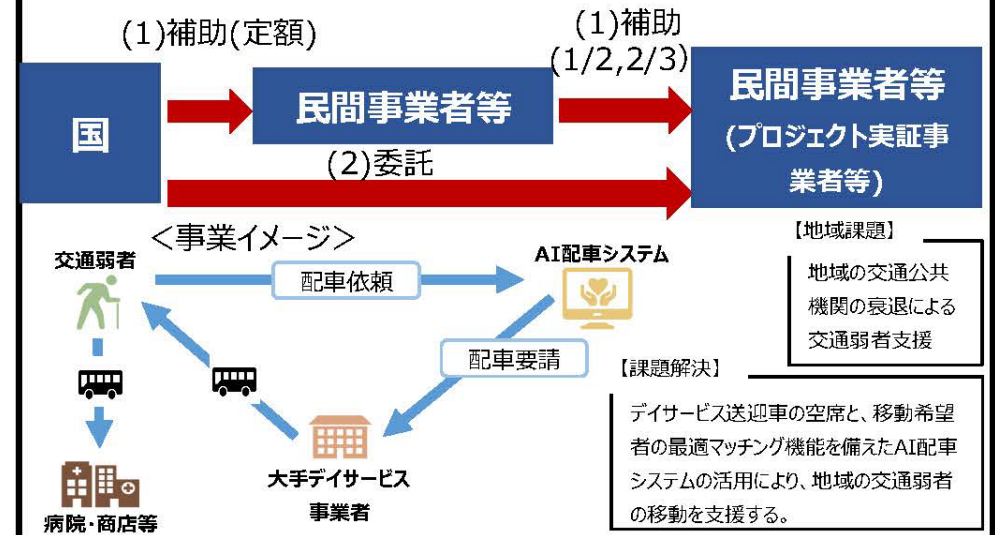 (1)補助(定額)
(1)補助
(1/2,2/3)
国
民間事業者等
民間事業者等
(プロジェクト実証事
業者等)
(2)委託
<事業イメージ>
交通弱者
配車依頼
AI配車システム
配車要請
大手デイサービス
事業者
病院・商店等
【地域課題】
地域の交通公共
機関の衰退による
交通弱者支援
【課題解決】
デイサービス送迎車の空席と、移動希望
者の最適マッチング機能を備えたAI配車
システムの活用により、地域の交通弱者
の移動を支援する。